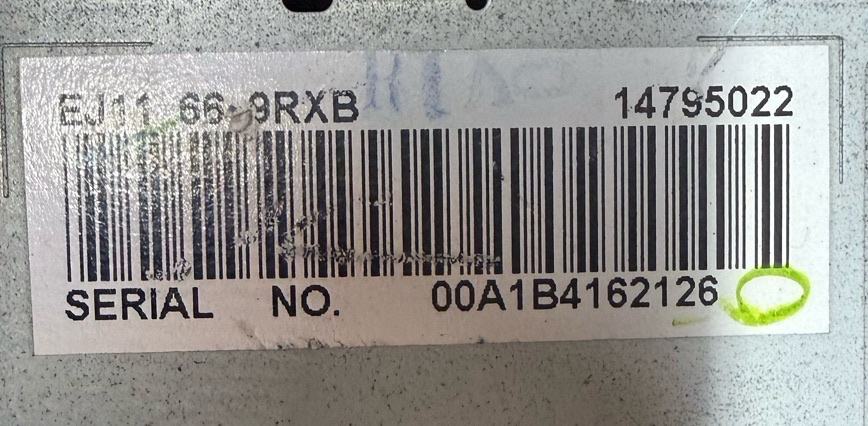 EJ11 66 9RXB 14795022
SERIAL NO. 00A1B4162126